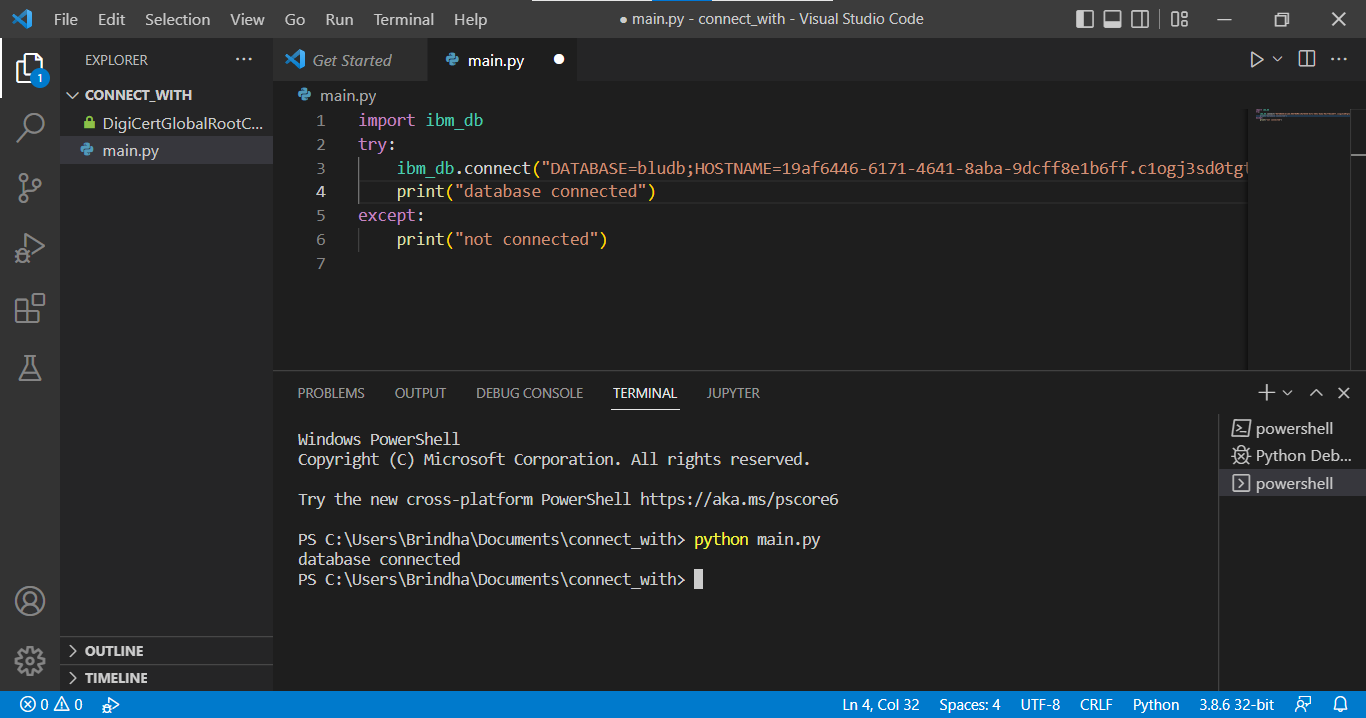 File Edit Selection View Go Run Terminal Help
● main.py - connect_with - Visual Studio Code
EXPLORER
Get Started
main.py
1
CONNECT_WITH
DigiCertGlobalRootC...
main.py
main.py
1 import ibm_db
2 try:
3 ibm_db.connect("DATABASE=bludb;HOSTNAME=19af6446-6171-4641-8aba-9dcff8e1b6ff.c1ogj3sd0tgt
4 print("database connected")
5 except:
6 print("not connected")
7
PROBLEMS OUTPUT DEBUG CONSOLE TERMINAL JUPYTER
Windows PowerShell
Copyright (C) Microsoft Corporation. All rights reserved.
Try the new cross-platform PowerShell https://aka.ms/pscore6
PS C:\Users\Brindha\Documents\connect_with> python main.py
database connected
PS C:\Users\Brindha\Documents\connect_with>
powershell
Python Deb...
powershell
OUTLINE
TIMELINE
0 0
Ln 4, Col 32 Spaces: 4 UTF-8 CRLF Python 3.8.6 32-bit